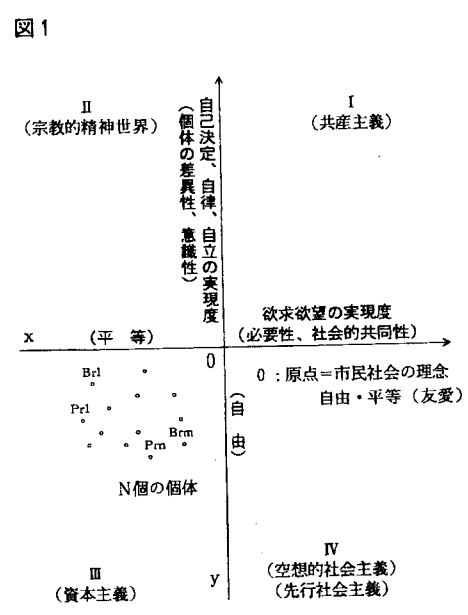 図1
Ⅱ
(宗教的精神世界)
Ⅰ
(共産主義)
自己決定、自律、自立の実現度
(個体の差異性、意識性)
欲求欲望の実現度
(必要性、社会的共同性)
x
(平 等)
0
0:原点=市民社会の理念
自由・平等(友愛)
(自 由)
Br1
Pr1
Brm
Prn
N個の個体
Ⅲ
(資本主義)
y
Ⅳ
(空想的社会主義)
(先行社会主義)